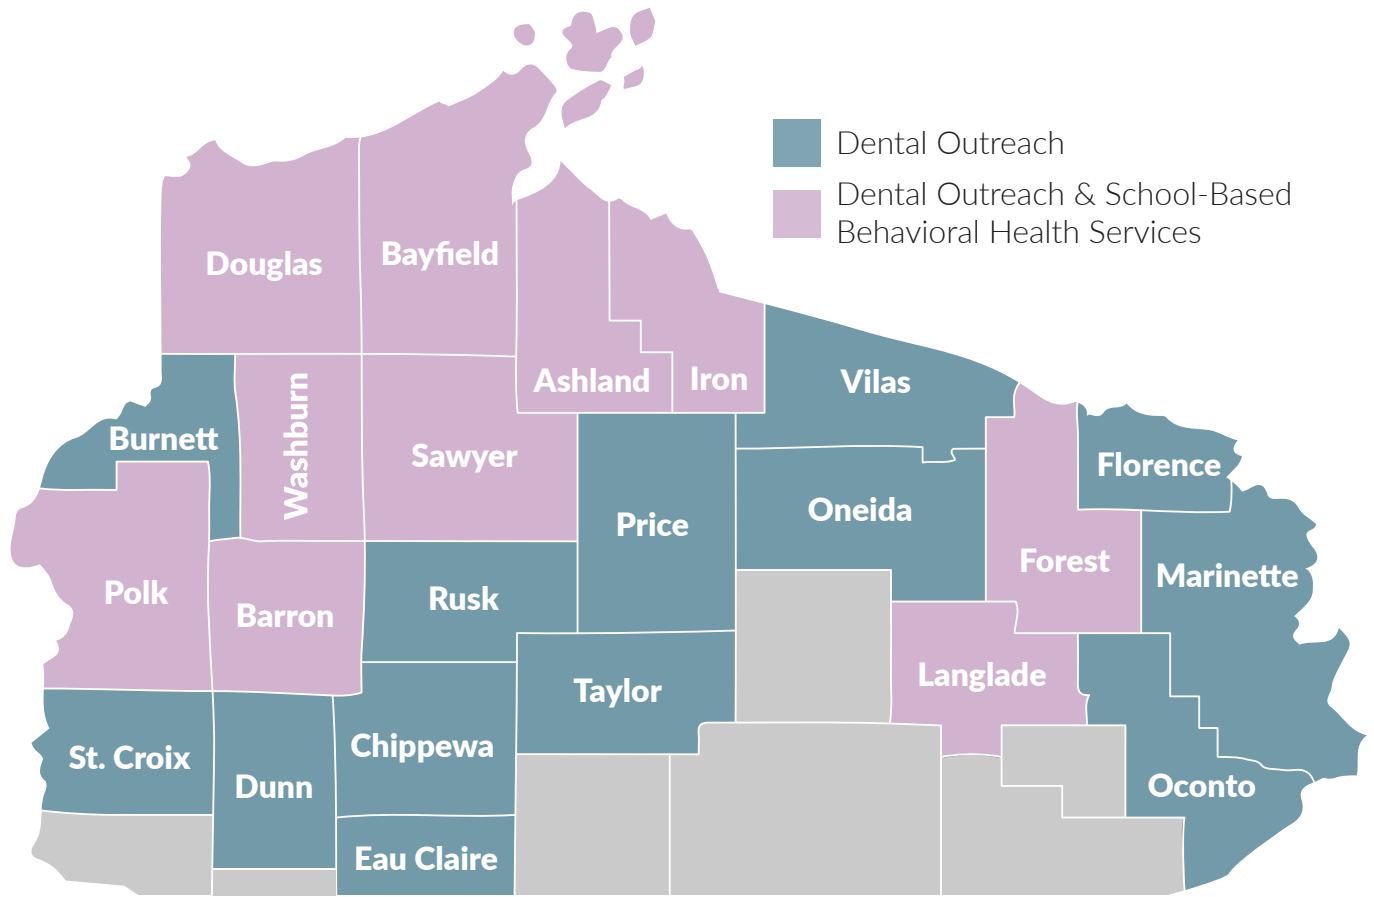 Dental Outreach
Dental Outreach & School-Based
Behavioral Health Services
Douglas
Bayfield
Ashland
Iron
Vilas
Burnett
Washburn
Sawyer
Florence
Price
Oneida
Forest
Marinette
Polk
Barron
Rusk
Langlade
Taylor
St. Croix
Dunn
Chippewa
Oconto
Eau Claire